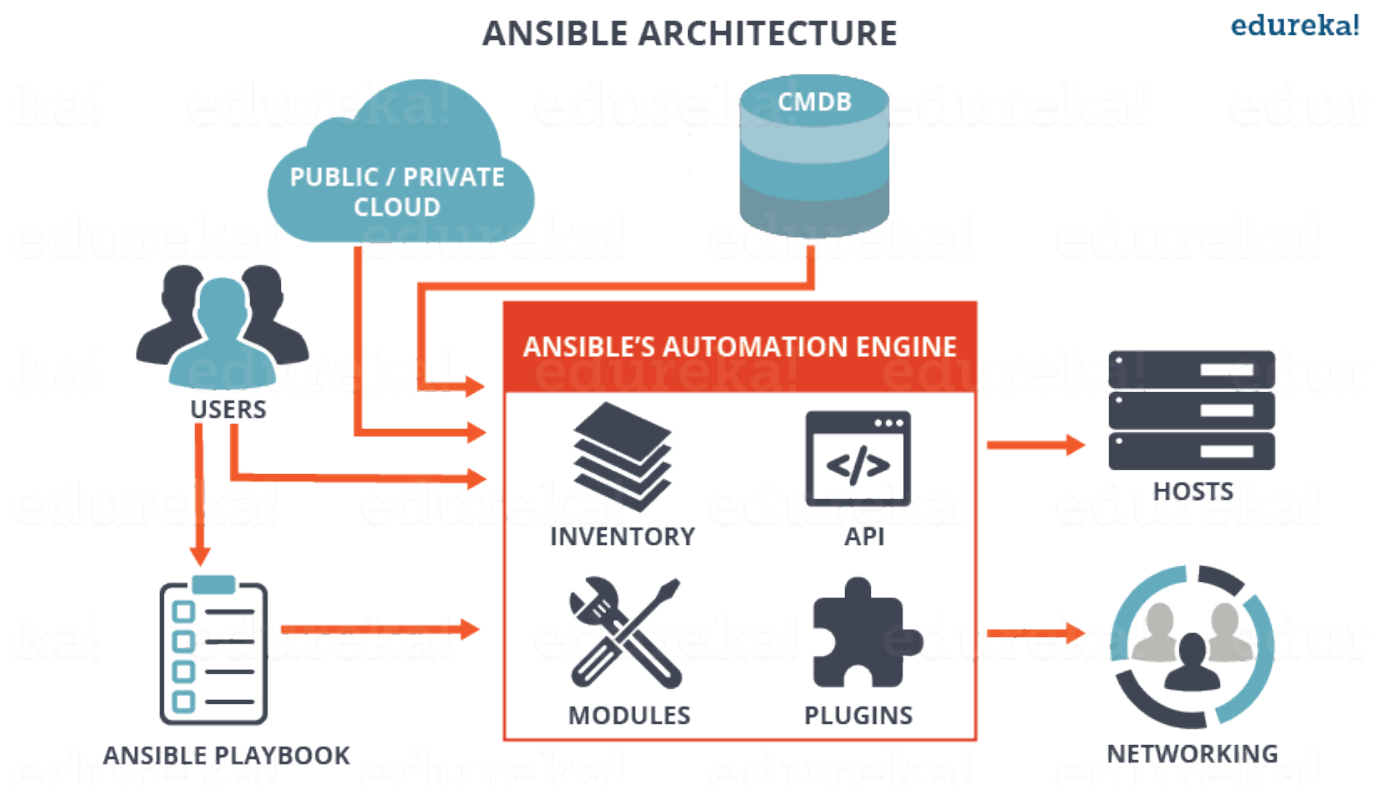 ANSIBLE ARCHITECTURE
edureka!
CMDB
PUBLIC / PRIVATE
CLOUD
ANSIBLE’S AUTOMATION ENGINE
USERS
</>
INVENTORY
API
HOSTS
MODULES
PLUGINS
ANSIBLE PLAYBOOK
NETWORKING